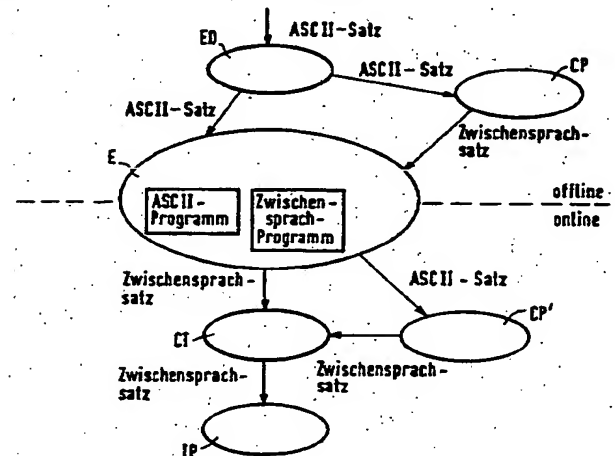 ASCII-Satz
ED
ASCII-Satz
CP
ASCII-Satz
Zwischensprach-
satz
E
ASCII-
Programm
Zwischen-
sprach-
Programm
offline
online
Zwischensprach-
satz
ASCII-Satz
CI
CP'
Zwischensprach-
satz
Zwischensprach-
satz
IP